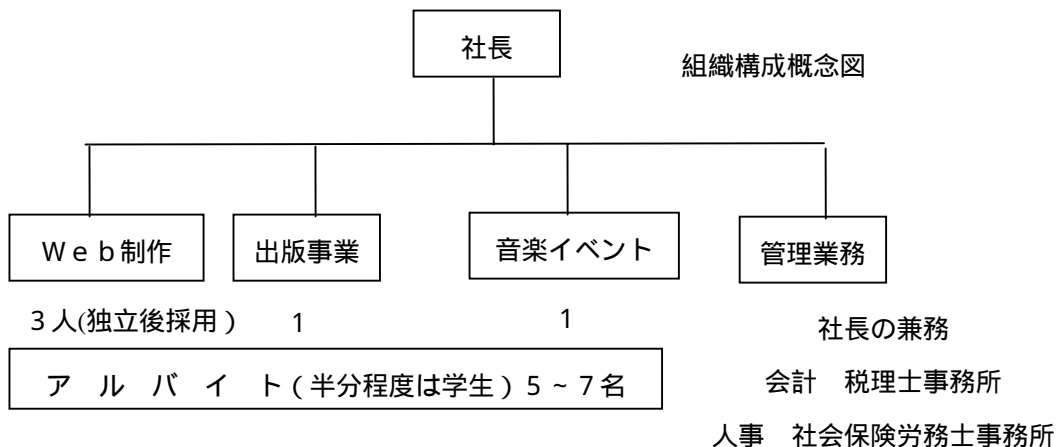 社長
組織構成概念図
Ｗｅｂ制作
出版事業
音楽イベント
管理業務
３人(独立後採用）
１
１
社長の兼務
ア ル バ イ ト（半分程度は学生）５～７名
会計　税理士事務所
人事　社会保険労務士事務所